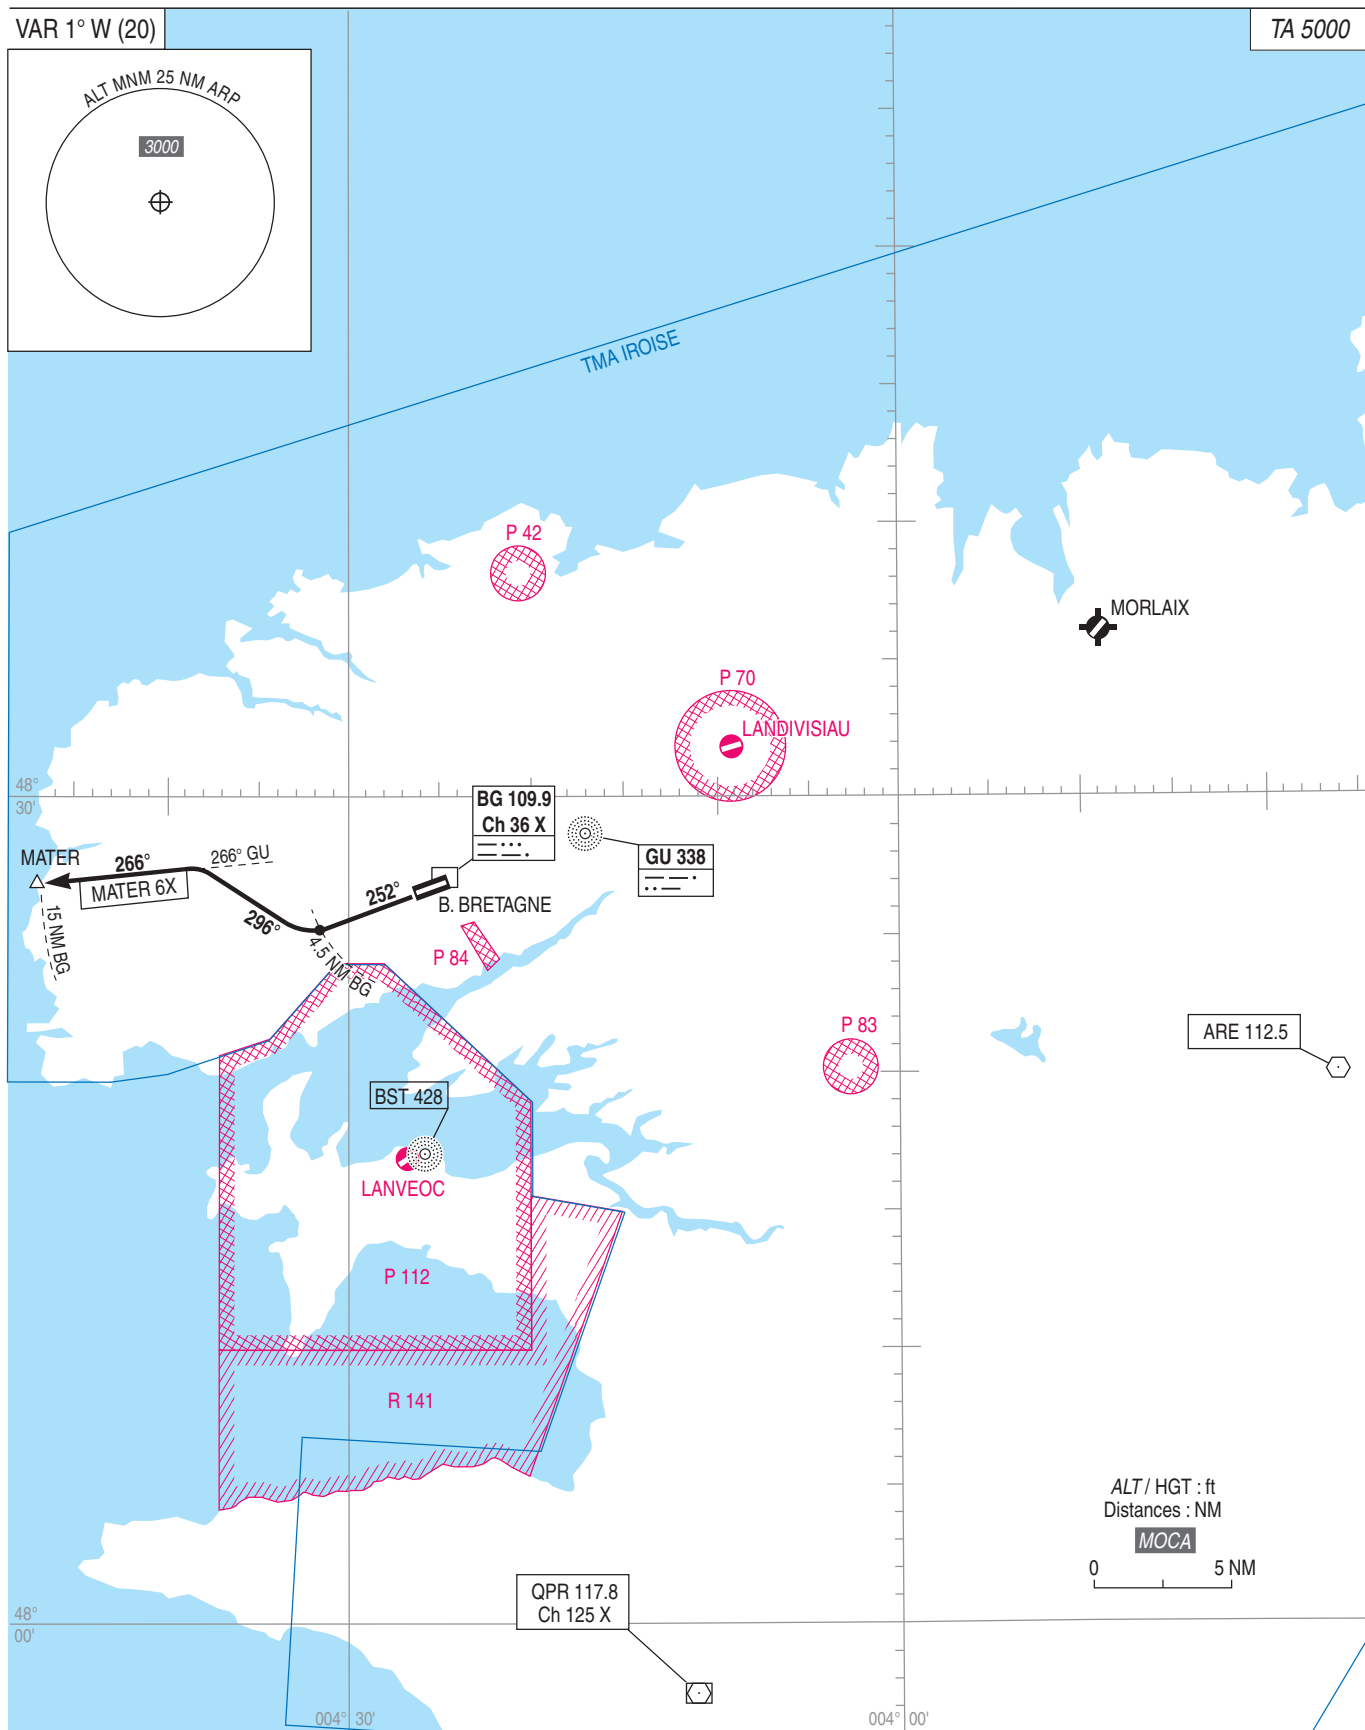 VAR 1° W (20)
TA 5000
ALT MNM 25 NM ARP
3000
TMA IROISE
P 42
MORLAIX
P 70
LANDIVISIAU
48°
30'
BG 109.9
Ch 36 X
GU 338
MATER
266°
266° GU
MATER 6X
252°
B. BRETAGNE
296°
15 NM BG
4.5 NM BG
P 84
P 83
ARE 112.5
BST 428
LANVEOC
P 112
R 141
ALT / HGT : ft
Distances : NM
MOCA
0 5 NM
QPR 117.8
Ch 125 X
48°
00'
004° 30'
004° 00'